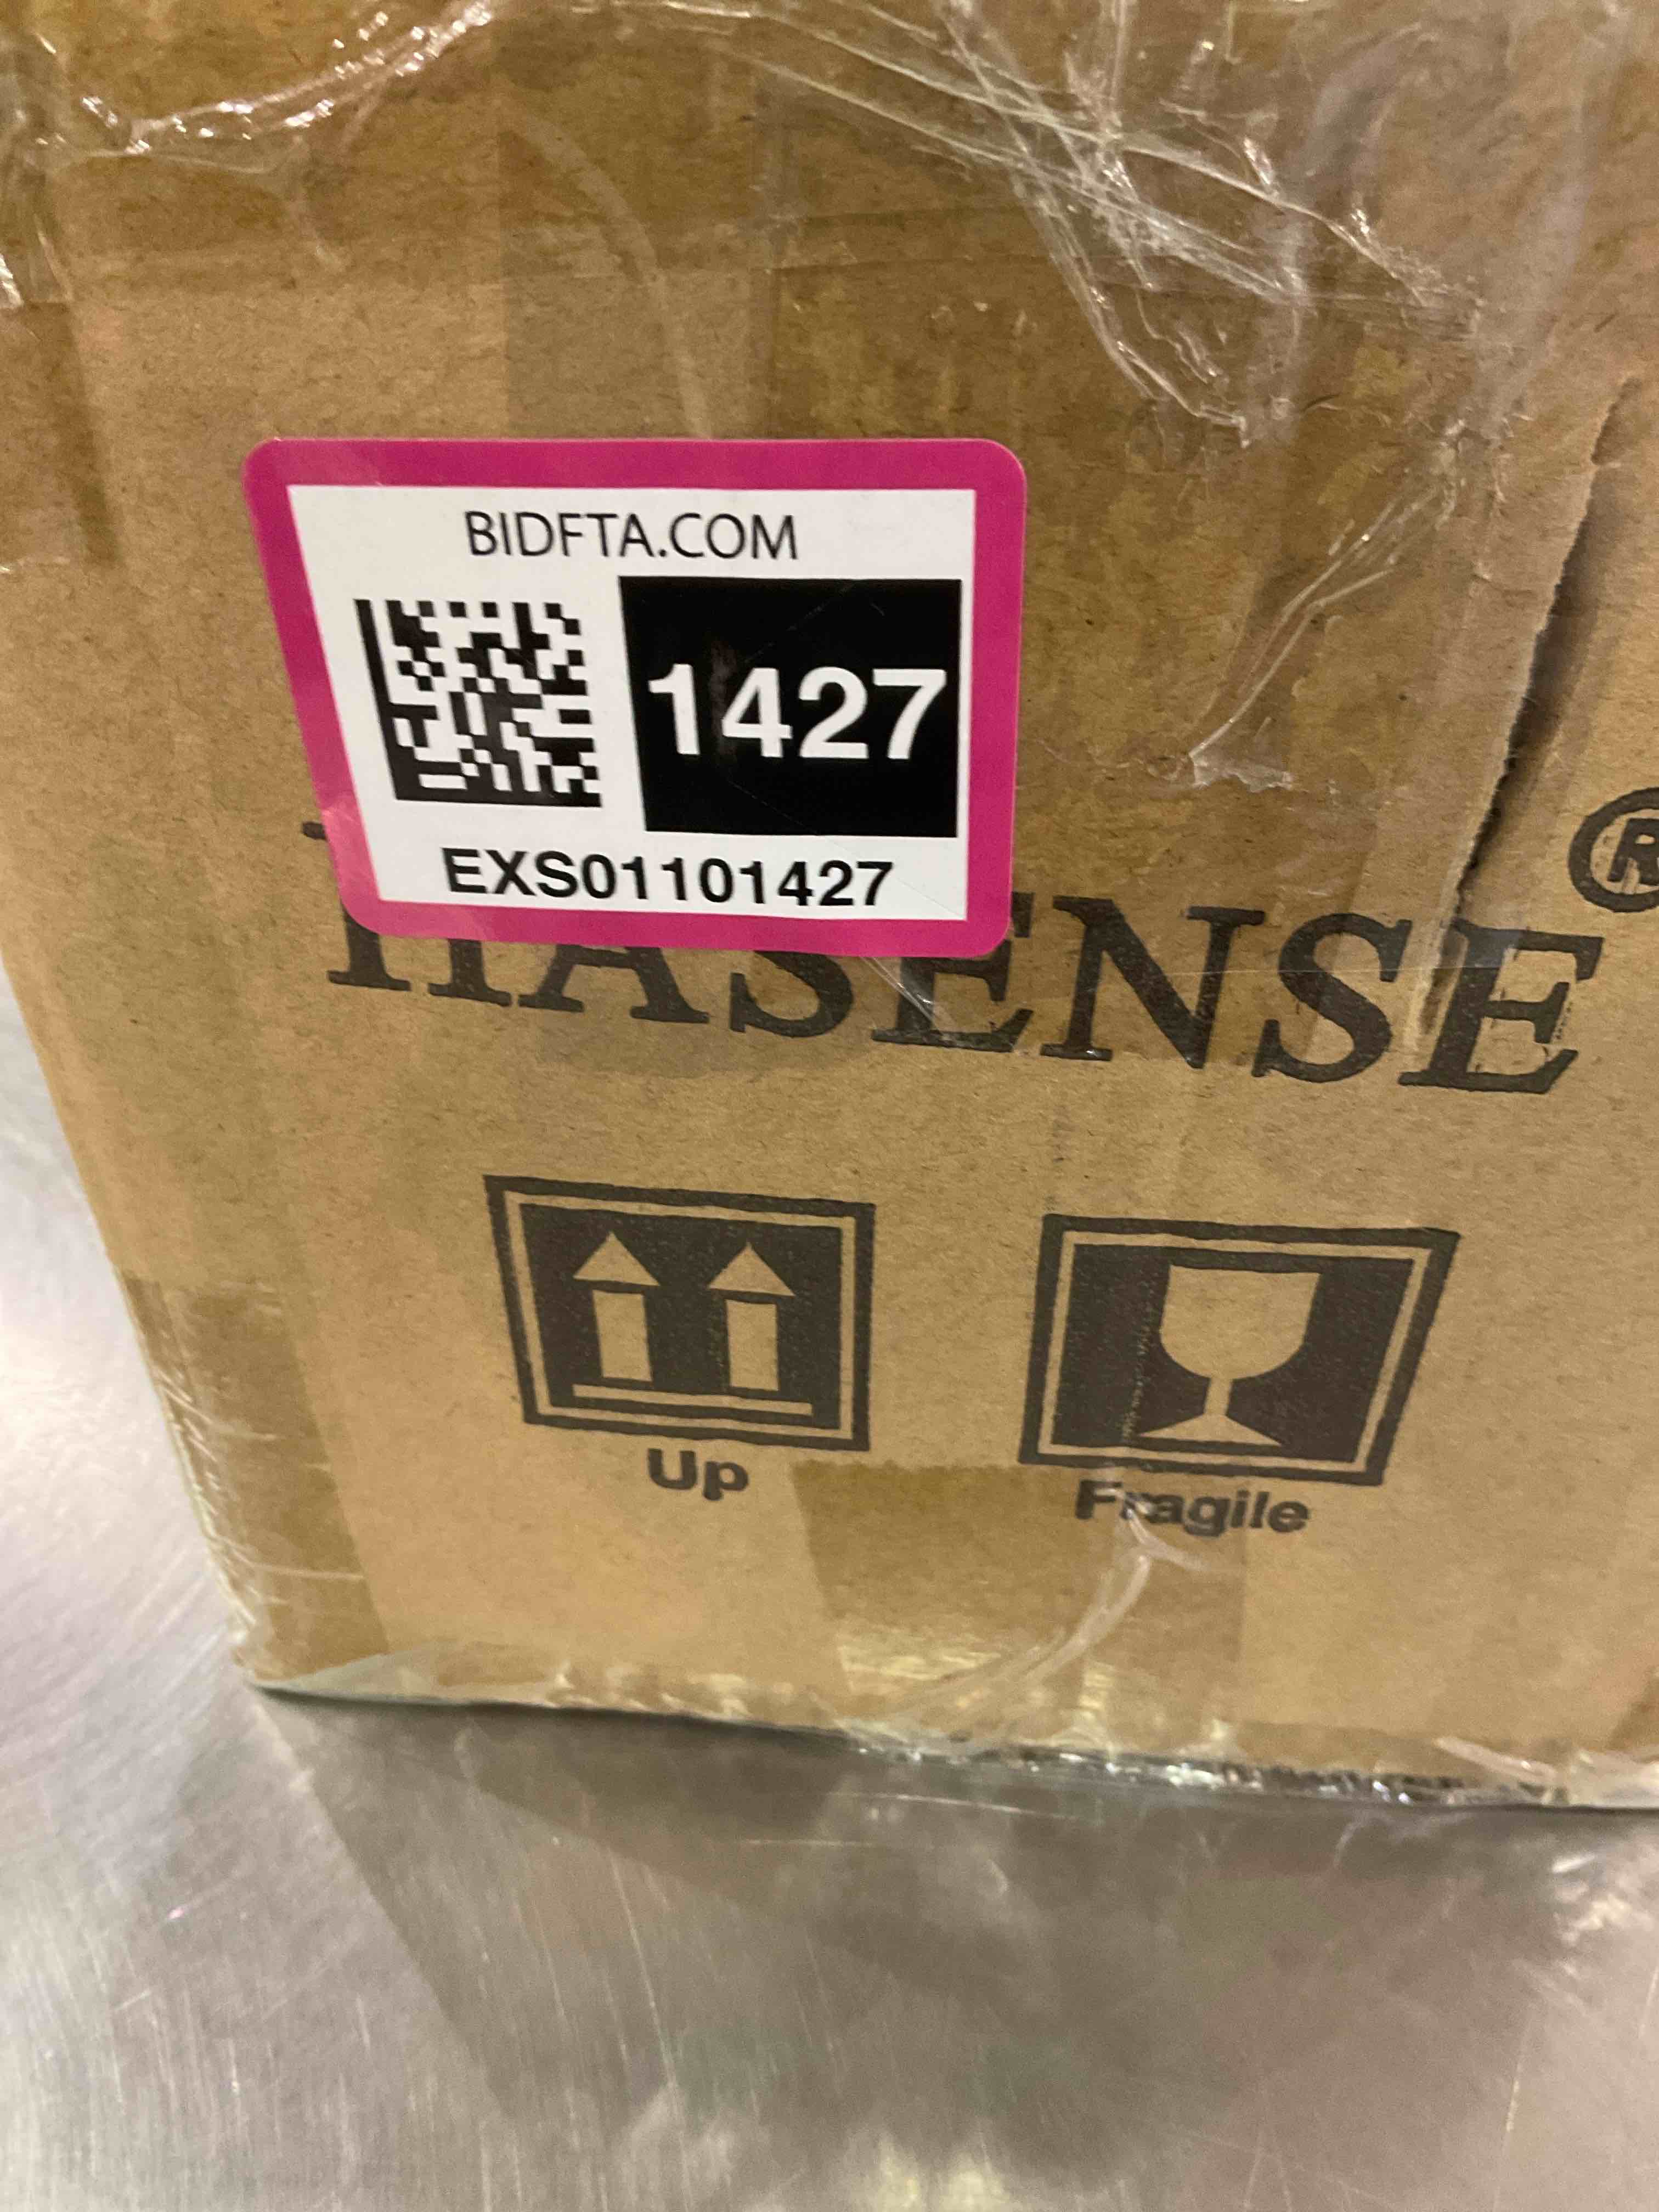 BIDFTA.COM
1427
EXS01101427
HASENSE®
Up
Fragile